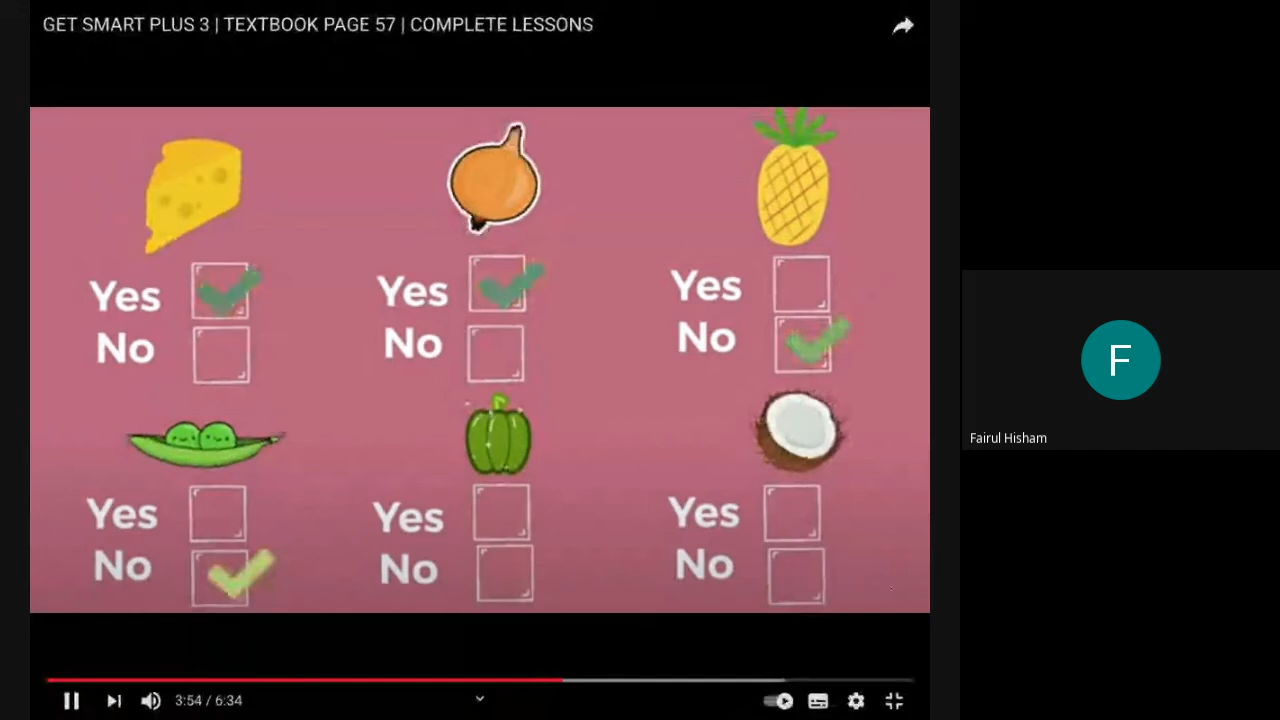 GET SMART PLUS 3 | TEXTBOOK PAGE 57 | COMPLETE LESSONS
Yes
No
Yes
No
Yes
No
Yes
No
Yes
No
Yes
No
F
Fairul Hisham
3:54 / 6:34